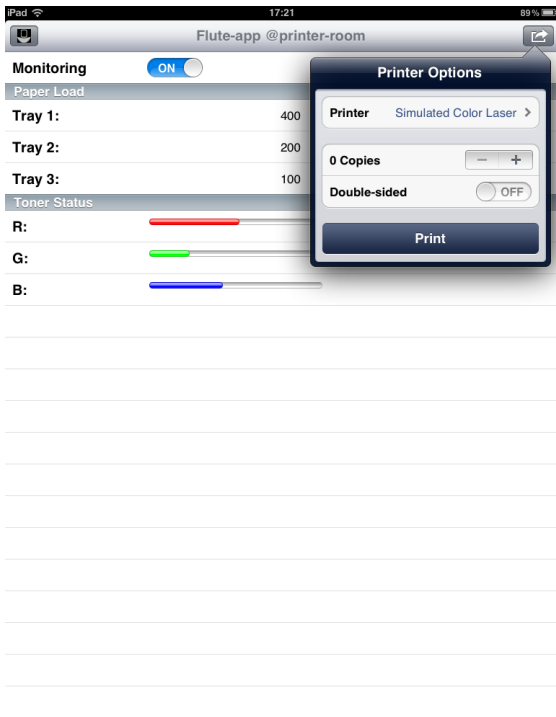 iPad 17:21 89%
Flute-app @printer-room
Monitoring ON
Paper Load
Tray 1: 400
Tray 2: 200
Tray 3: 100
Toner Status
R:
G:
B:
Printer Options
Printer Simulated Color Laser
0 Copies − +
Double-sided OFF
Print